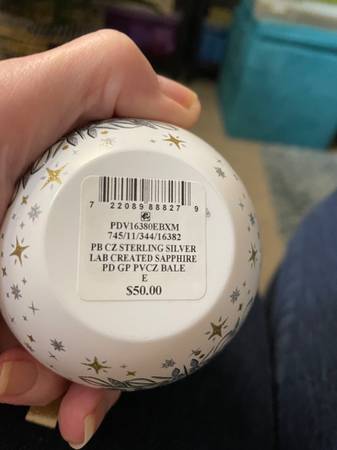 7 22089 88827 9
PDV16380EBXM
745/11/344/16382
PB CZ STERLING SILVER
LAB CREATED SAPPHIRE
PD GP PVCZ BALE
E
$50.00